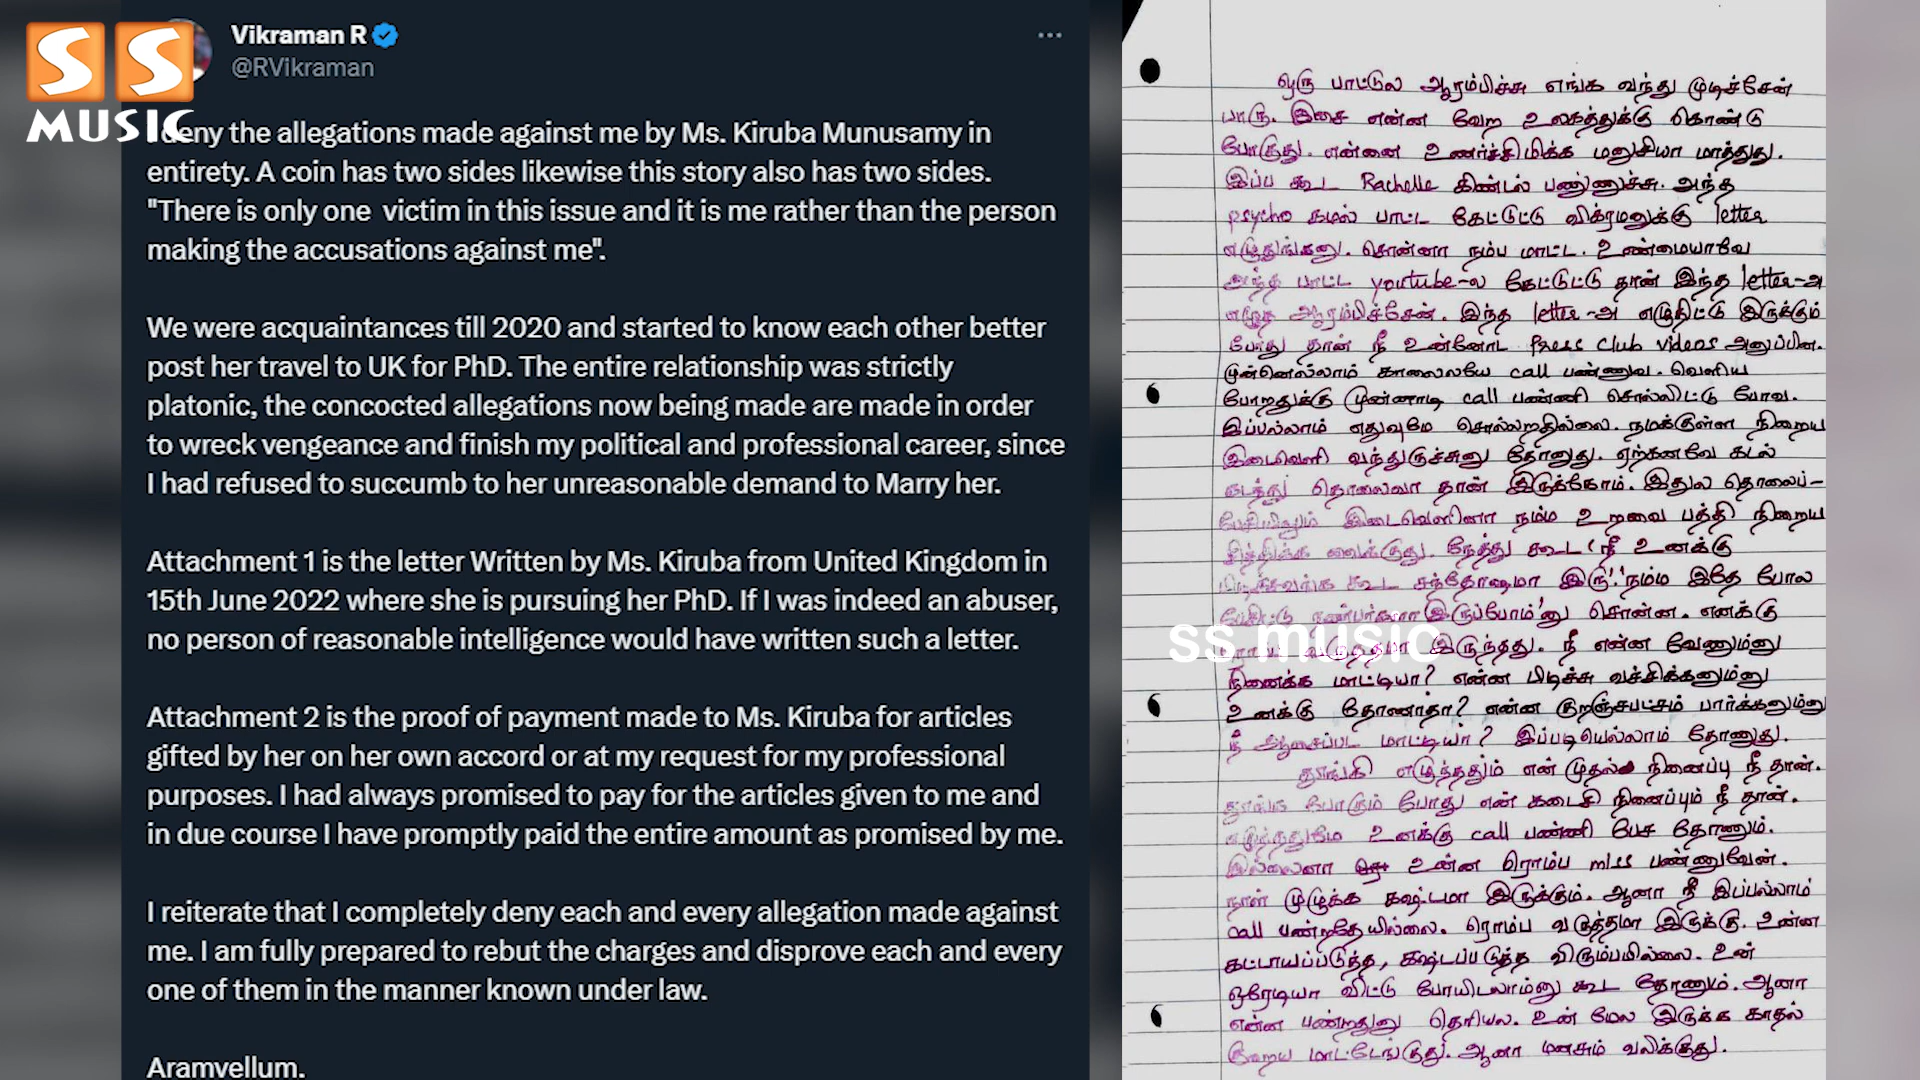 SS
MUSIC
Vikraman R
@RVikraman
deny the allegations made against me by Ms. Kiruba Munusamy in
entirety. A coin has two sides likewise this story also has two sides.
"There is only one victim in this issue and it is me rather than the person
making the accusations against me".
We were acquaintances till 2020 and started to know each other better
post her travel to UK for PhD. The entire relationship was strictly
platonic, the concocted allegations now being made are made in order
to wreck vengeance and finish my political and professional career, since
I had refused to succumb to her unreasonable demand to Marry her.
Attachment 1 is the letter Written by Ms. Kiruba from United Kingdom in
15th June 2022 where she is pursuing her PhD. If I was indeed an abuser,
no person of reasonable intelligence would have written such a letter.
Attachment 2 is the proof of payment made to Ms. Kiruba for articles
gifted by her on her own accord or at my request for my professional
purposes. I had always promised to pay for the articles given to me and
in due course I have promptly paid the entire amount as promised by me.
I reiterate that I completely deny each and every allegation made against
me. I am fully prepared to rebut the charges and disprove each and every
one of them in the manner known under law.
Aramvellum.
ஒரு பாட்டுல ஆரம்பிச்சு எங்க வந்து முடிச்சேன்
பாரு. இசை என்ன வேற உலகத்துக்கு கொண்டு
போகுது. என்னை உணர்ச்சிமிக்க மனுசியா மாத்துது.
இப்ப கூட Rachelle கிண்டல் பண்ணுச்சு. அந்த
psycho கமல் பாட்ட கேட்டுட்டு விக்ரமனுக்கு letter
எழுதுங்கனு. சொன்னா நம்ப மாட்ட. உண்மையாவே
அந்த பாட்ட youtube-ல கேட்டுட்டு தான் இந்த letter-அ
எழுத ஆரம்பிச்சேன். இந்த letter-அ எழுதிட்டு இருக்கும்
போது தான் நீ உன்னோட Press Club videos அனுப்பின.
முன்னெல்லாம் காலைலயே call பண்ணுவ. வெளிய
போறதுக்கு முன்னாடி call பண்ணி சொல்லிட்டு போவ.
இப்பல்லாம் எதுவுமே சொல்றதில்லை. நமக்குள்ள நிறைய
இடைவெளி வந்துடுச்சுனு தோணுது. ஏற்கனவே கடல்
கடந்து தொலைவா தான் இருக்கோம். இதுல தொலைப்-
பேசியிலும் இடைவெளினா நம்ம உறவை பத்தி நிறைய
சிந்திக்க வைக்குது. நேத்து கூட 'நீ உனக்கு
பிடிச்சவங்க கூட சந்தோஷமா இரு'. 'நம்ம இதே போல
பேசிட்டு நண்பர்களா இருப்போம்'னு சொன்ன. எனக்கு
ரொம்ப வருத்தமா இருந்தது. நீ என்ன வேணும்னு
நினைக்க மாட்டியா? என்ன பிடிச்சு வச்சிக்கனும்னு
உனக்கு தோணாதா? என்ன குறஞ்சபட்சம் பார்க்கனும்னு
நீ ஆசைப்பட மாட்டியா? இப்படியெல்லாம் தோணுது.
தூங்கி எழுந்ததும் என் முதல் நினைப்பு நீ தான்.
தூங்க போகும் போது என் கடைசி நினைப்பும் நீ தான்.
எழுந்ததுமே உனக்கு call பண்ணி பேச தோணும்.
இல்லைனா உன்ன ரொம்ப miss பண்ணுவேன்.
நாள் முழுக்க கஷ்டமா இருக்கும். ஆனா நீ இப்பல்லாம்
call பண்றதேயில்லை. ரொம்ப வருத்தமா இருக்கு. உன்ன
கட்டாயப்படுத்த, கஷ்டப்படுத்த விரும்பமில்லை. உன்
ஒரேடியா விட்டு போயிடலாம்னு கூட தோணும். ஆனா
என்ன பண்றதுனு தெரியல. உன் மேல இருக்க காதல்
குறைய மாட்டேங்குது. ஆனா மனசும் வலிக்குது.
ss music